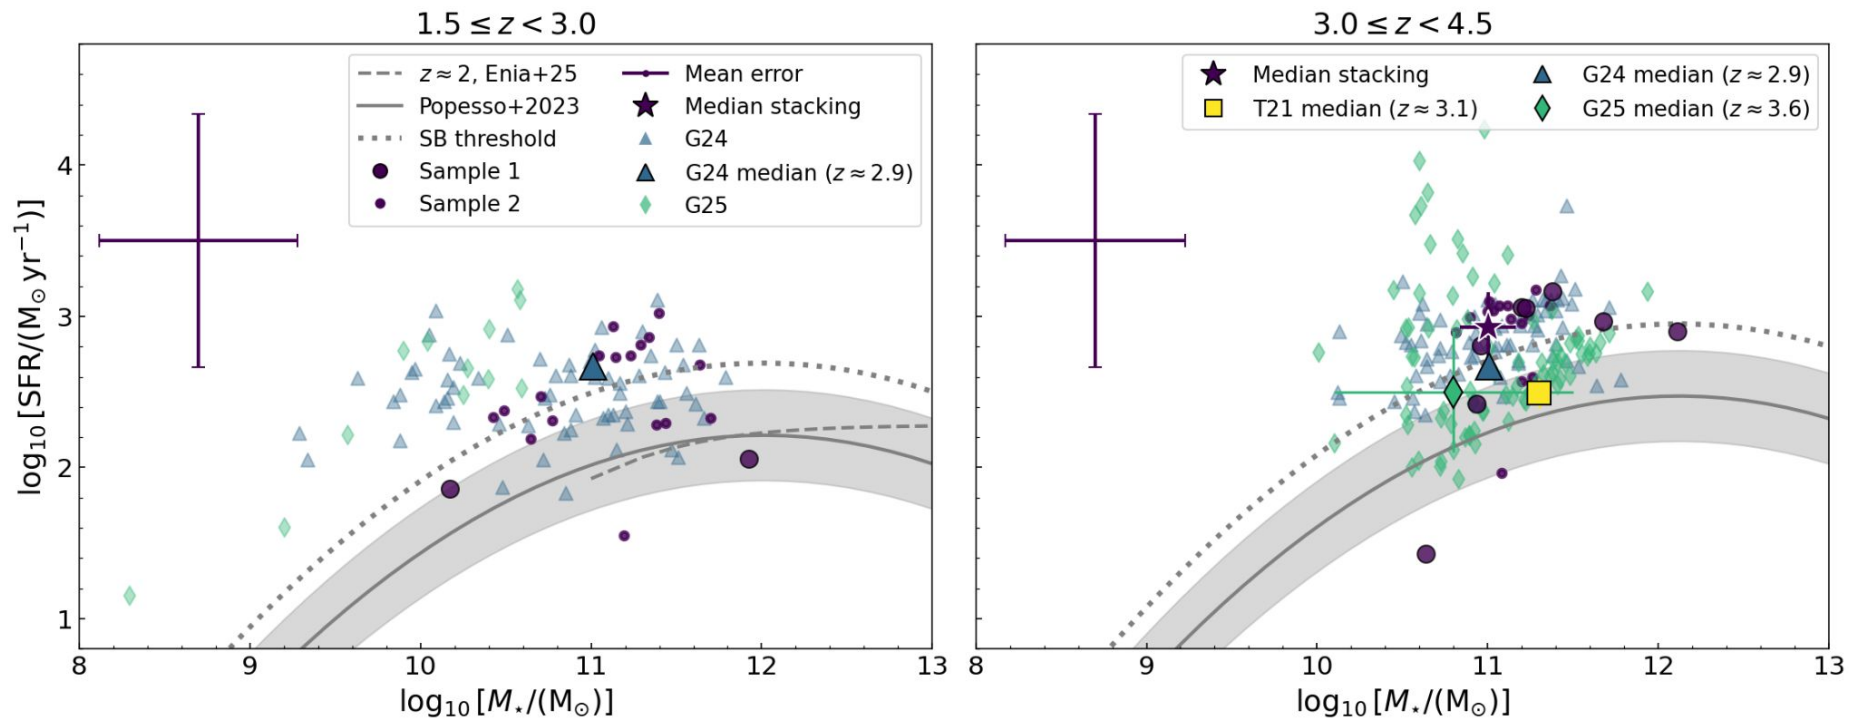 1.5 ≤ z < 3.0
3.0 ≤ z < 4.5
z ≈ 2, Enia+25
Popesso+2023
SB threshold
Sample 1
Sample 2
Mean error
Median stacking
G24
G24 median (z ≈ 2.9)
G25
Median stacking
T21 median (z ≈ 3.1)
G24 median (z ≈ 2.9)
G25 median (z ≈ 3.6)
log₁₀ [SFR/(M⊙ yr⁻¹)]
4
3
2
1
8 9 10 11 12 13
8 9 10 11 12 13
log₁₀ [M⋆/(M⊙)]
log₁₀ [M⋆/(M⊙)]